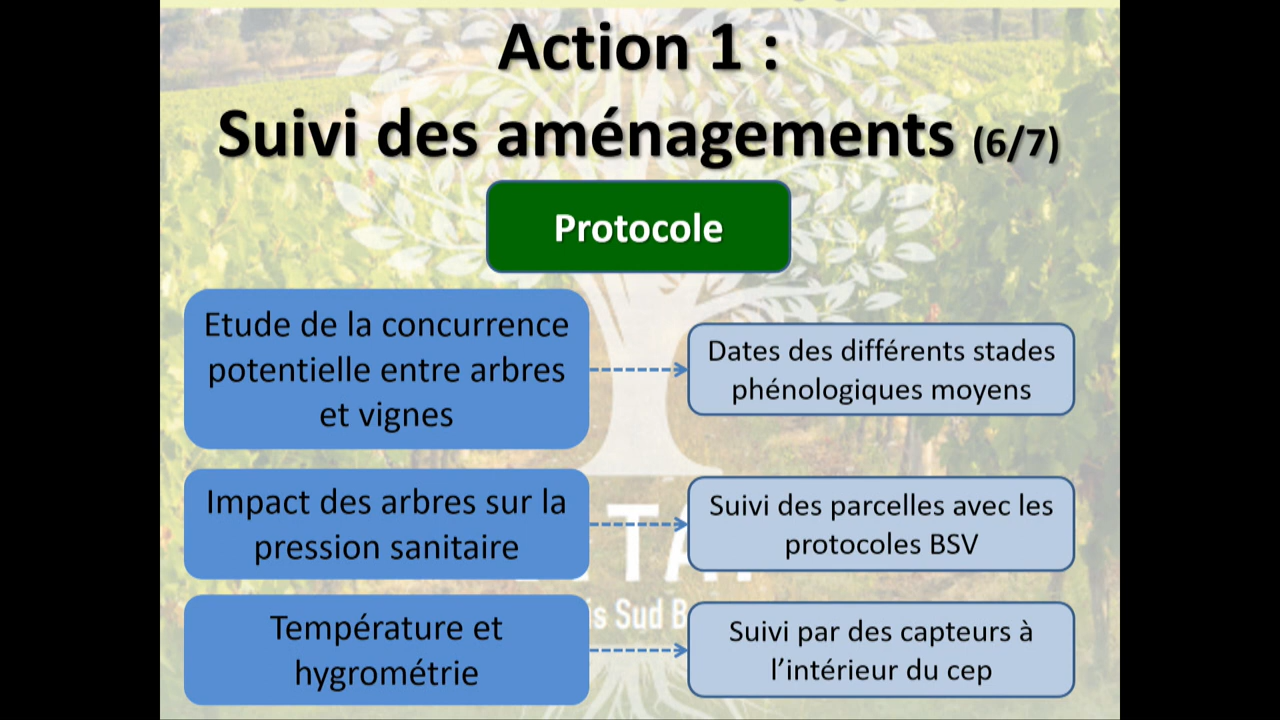 Action 1 :
Suivi des aménagements (6/7)
Protocole
Etude de la concurrence
potentielle entre arbres
et vignes
Dates des différents stades
phénologiques moyens
Impact des arbres sur la
pression sanitaire
Suivi des parcelles avec les
protocoles BSV
Température et
hygrométrie
Suivi par des capteurs à
l'intérieur du cep
Sud